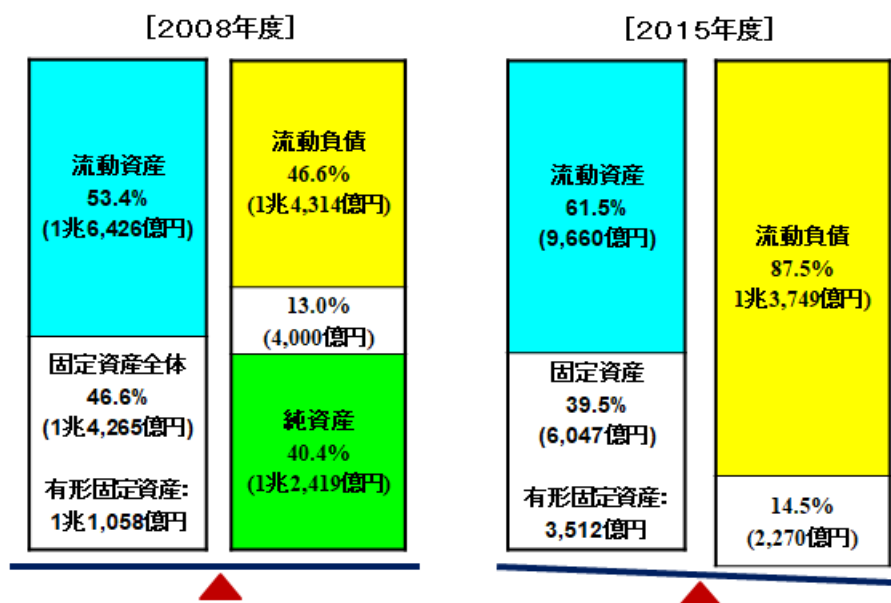 [2008年度]
流動資産
53.4%
(1兆6,426億円)
固定資産全体
46.6%
(1兆4,265億円)
有形固定資産:
1兆1,058億円
流動負債
46.6%
(1兆4,314億円)
13.0%
(4,000億円)
純資産
40.4%
(1兆2,419億円)
[2015年度]
流動資産
61.5%
(9,660億円)
固定資産
39.5%
(6,047億円)
有形固定資産:
3,512億円
流動負債
87.5%
1兆3,749億円)
14.5%
(2,270億円)